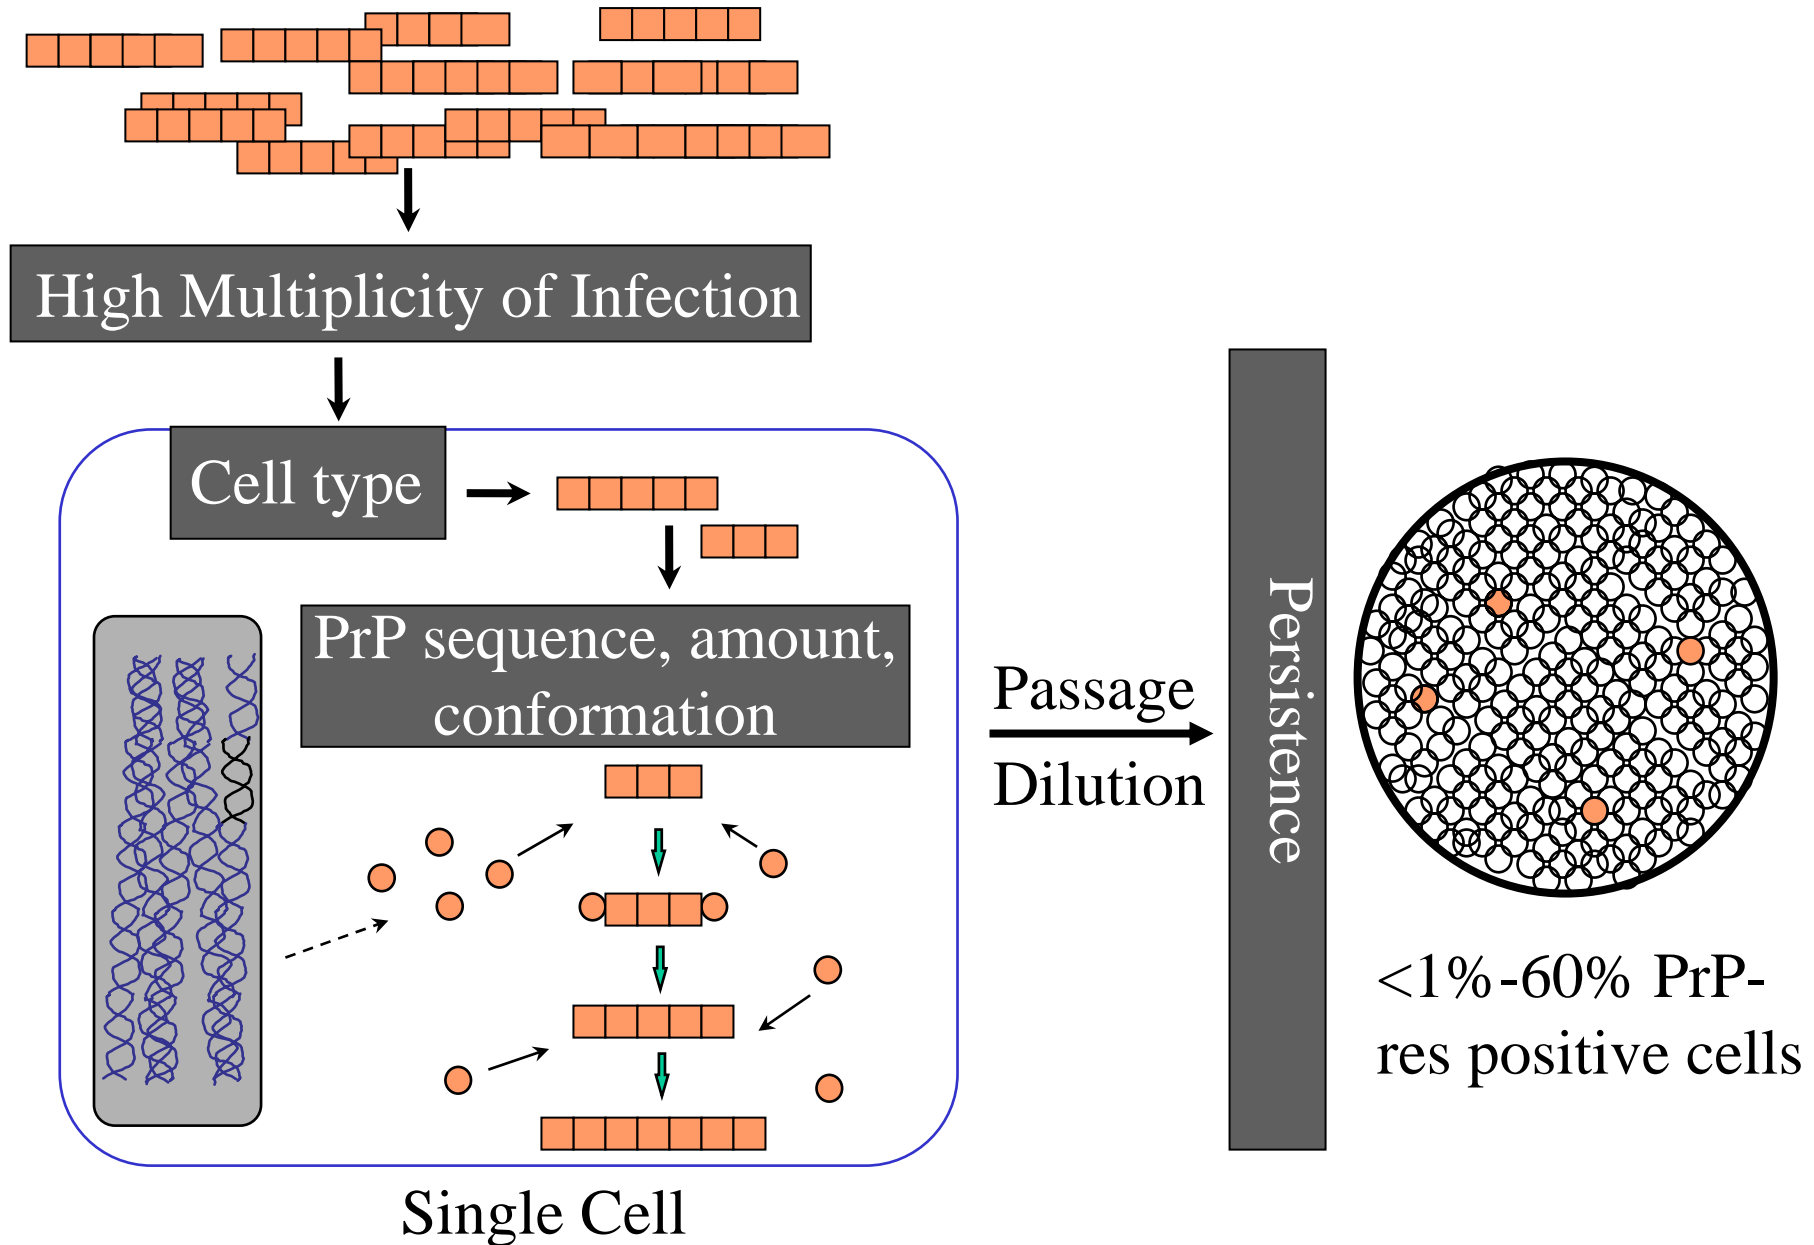 High Multiplicity of Infection
Cell type
PrP sequence, amount,
conformation
Single Cell
Passage
Dilution
Persistence
<1%-60% PrP-
res positive cells